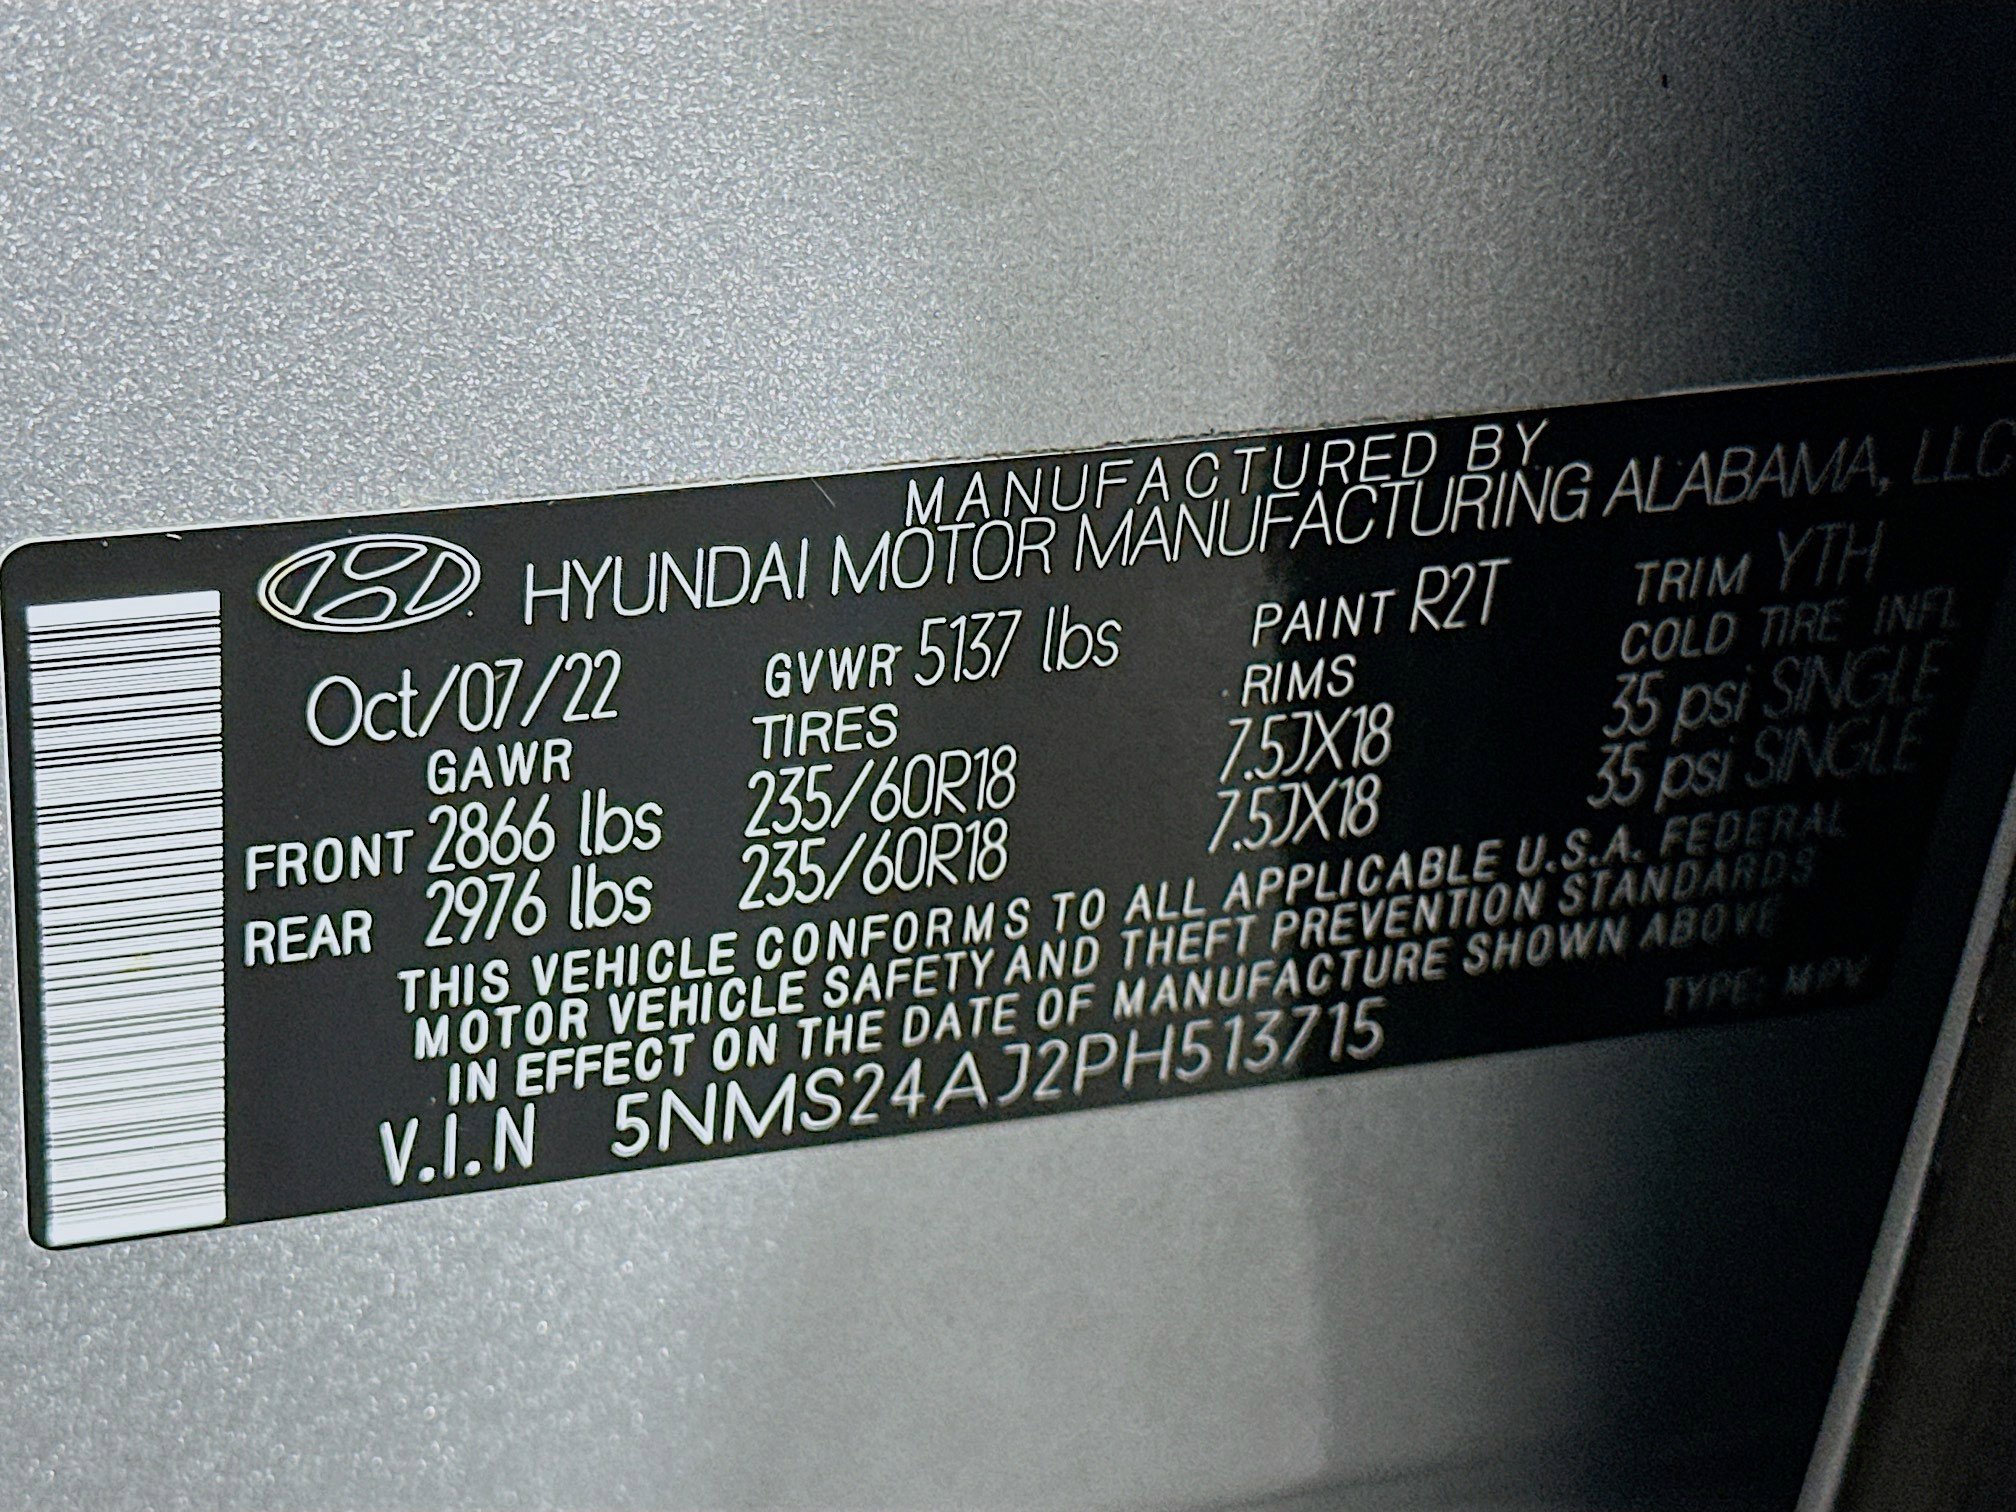 MANUFACTURED BY
HYUNDAI MOTOR MANUFACTURING ALABAMA, LLC
Oct/07/22 GVWR 5137 lbs PAINT R2T TRIM YTH
GAWR TIRES RIMS COLD TIRE INFL
FRONT 2866 lbs 235/60R18 7.5JX18 35 psi SINGLE
REAR 2976 lbs 235/60R18 7.5JX18 35 psi SINGLE
THIS VEHICLE CONFORMS TO ALL APPLICABLE U.S.A. FEDERAL
MOTOR VEHICLE SAFETY AND THEFT PREVENTION STANDARDS
IN EFFECT ON THE DATE OF MANUFACTURE SHOWN ABOVE
V.I.N 5NMS24AJ2PH513715 TYPE: MPV